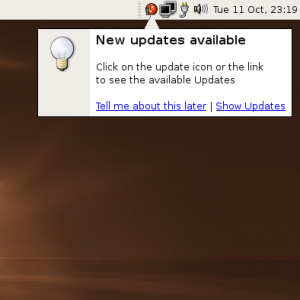 Tue 11 Oct, 23:19
New updates available
Click on the update icon or the link
to see the available Updates
Tell me about this later | Show Updates